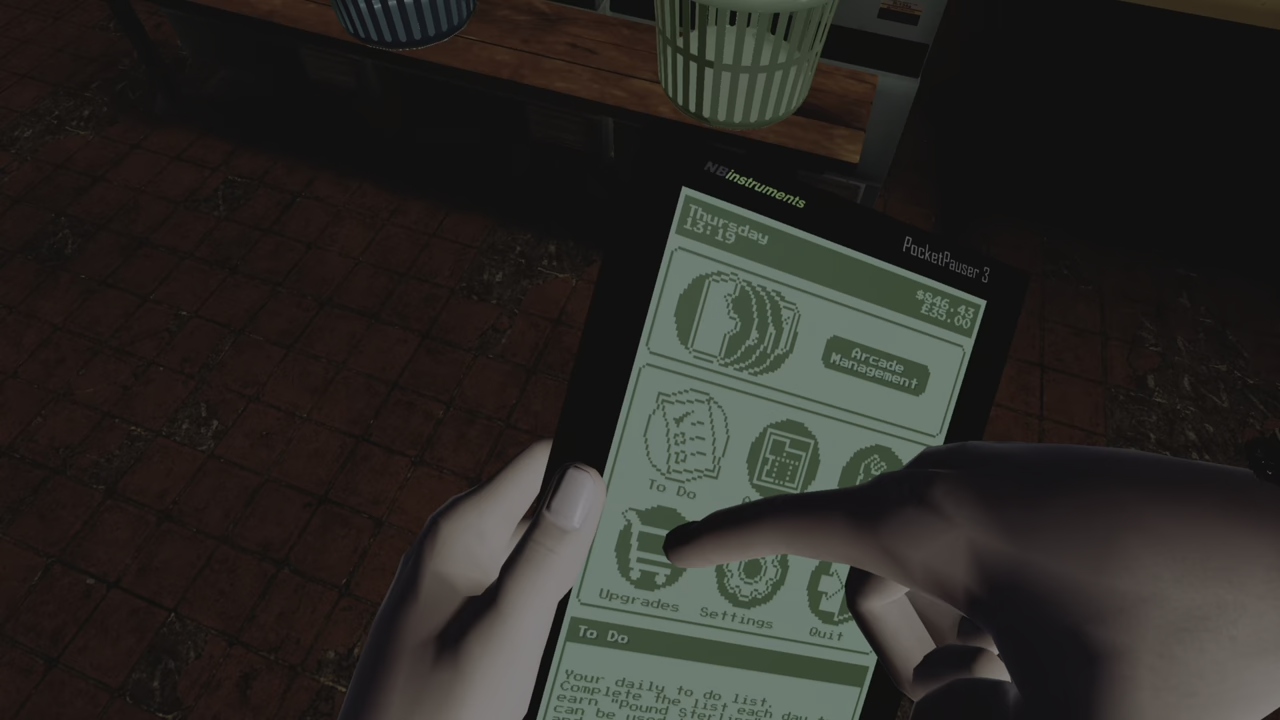 NBinstruments
PocketPauser 3
Thursday
13:19
$846.43
£35.00
Arcade
Management
To Do
Upgrades
Settings
Quit
To Do
Your daily to do list.
Complete the list each day
earn "Pound Sterling
can be used